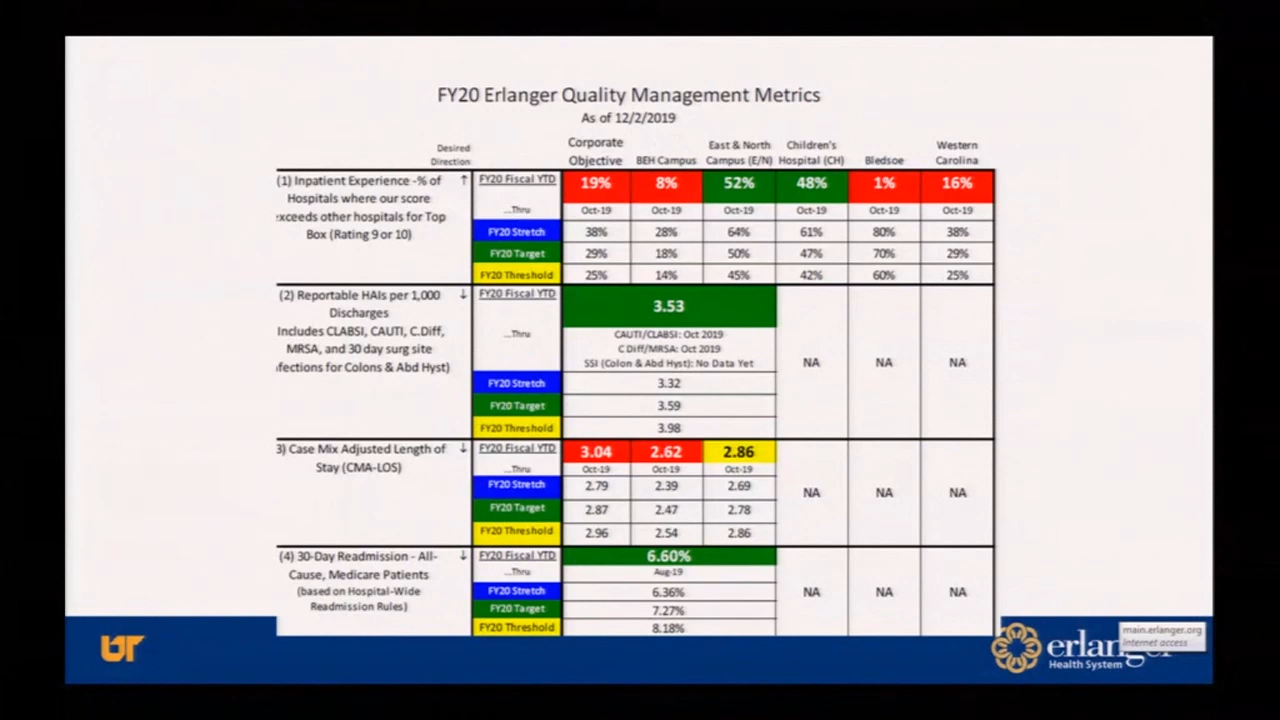 FY20 Erlanger Quality Management Metrics
As of 12/2/2019
Desired Direction Corporate Objective BEH Campus East & North Campus (E/N) Children's Hospital (CH) Bledsoe Western Carolina
(1) Inpatient Experience -% of Hospitals where our score exceeds other hospitals for Top Box (Rating 9 or 10) ↑
FY20 Fiscal YTD 19% 8% 52% 48% 1% 16%
...Thru Oct-19 Oct-19 Oct-19 Oct-19 Oct-19 Oct-19
FY20 Stretch 38% 28% 64% 61% 80% 38%
FY20 Target 29% 18% 50% 47% 70% 29%
FY20 Threshold 25% 14% 45% 42% 60% 25%
(2) Reportable HAIs per 1,000 Discharges ↓
ncludes CLABSI, CAUTI, C.Diff, MRSA, and 30 day surg site
fections for Colons & Abd Hyst)
FY20 Fiscal YTD 3.53
...Thru CAUTI/CLABSI: Oct 2019
C Diff/MRSA: Oct 2019
SSI (Colon & Abd Hyst): No Data Yet
NA NA NA
FY20 Stretch 3.32
FY20 Target 3.59
FY20 Threshold 3.98
3) Case Mix Adjusted Length of Stay (CMA-LOS) ↓
FY20 Fiscal YTD 3.04 2.62 2.86
...Thru Oct-19 Oct-19 Oct-19
FY20 Stretch 2.79 2.39 2.69
NA NA NA
FY20 Target 2.87 2.47 2.78
FY20 Threshold 2.96 2.54 2.86
(4) 30-Day Readmission - All-Cause, Medicare Patients ↓
(based on Hospital-Wide Readmission Rules)
FY20 Fiscal YTD 6.60%
...Thru Aug-19
FY20 Stretch 6.36%
NA NA NA
FY20 Target 7.27%
FY20 Threshold 8.18%
UT
erlanger
Health System
main.erlanger.org
Internet access